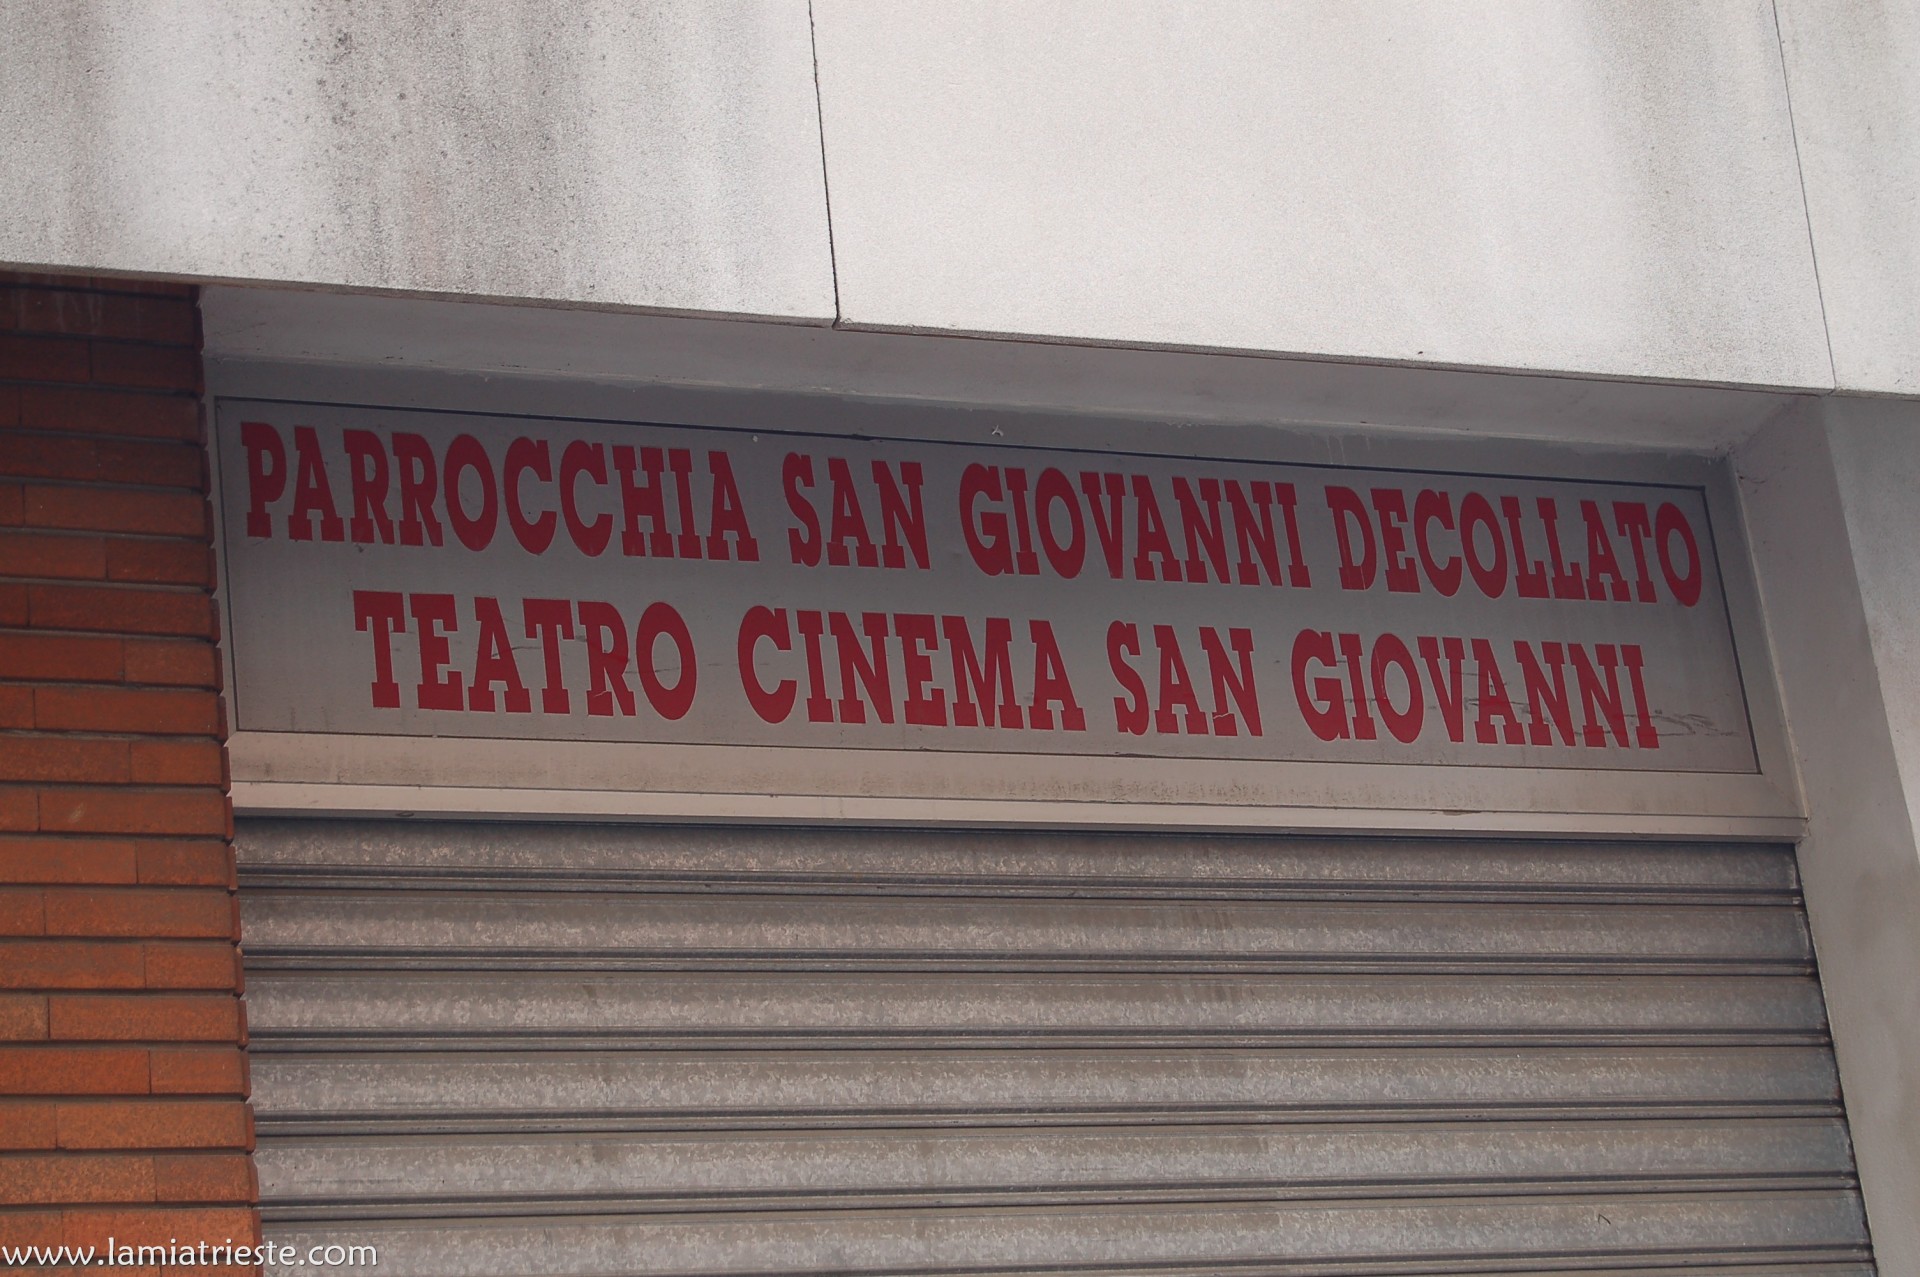 PARROCCHIA SAN GIOVANNI DECOLLATO
TEATRO CINEMA SAN GIOVANNI
www.lamiatrieste.com